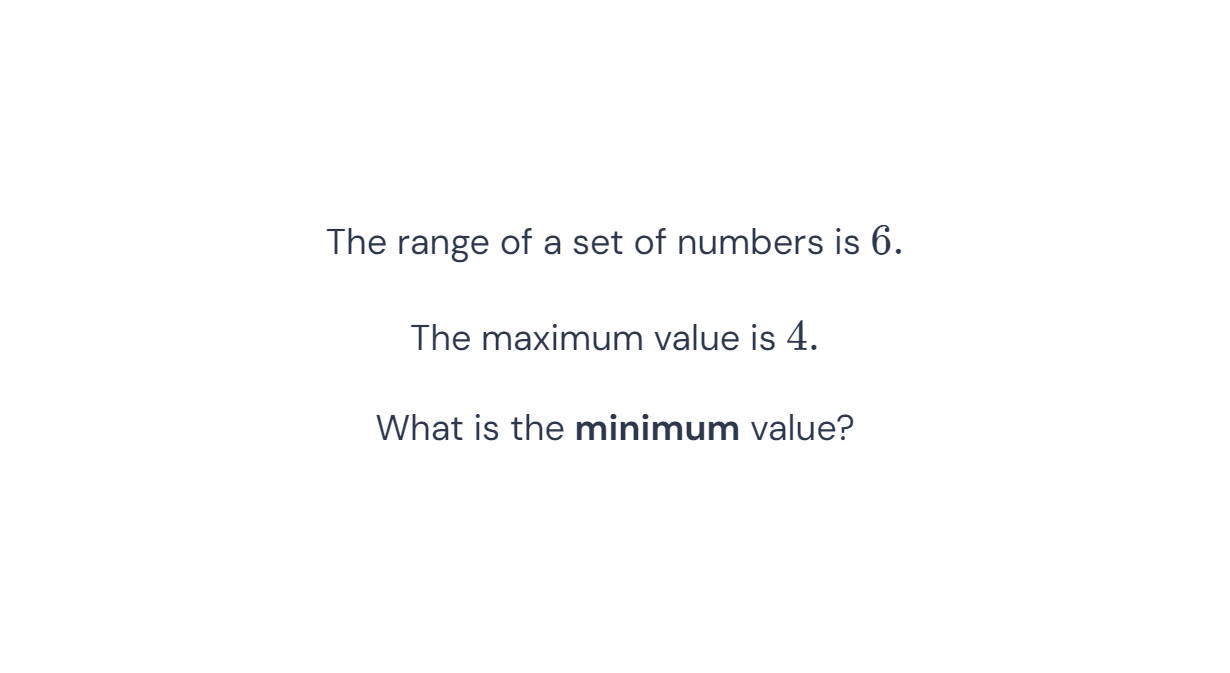 The range of a set of numbers is 6.
The maximum value is 4.
What is the minimum value?